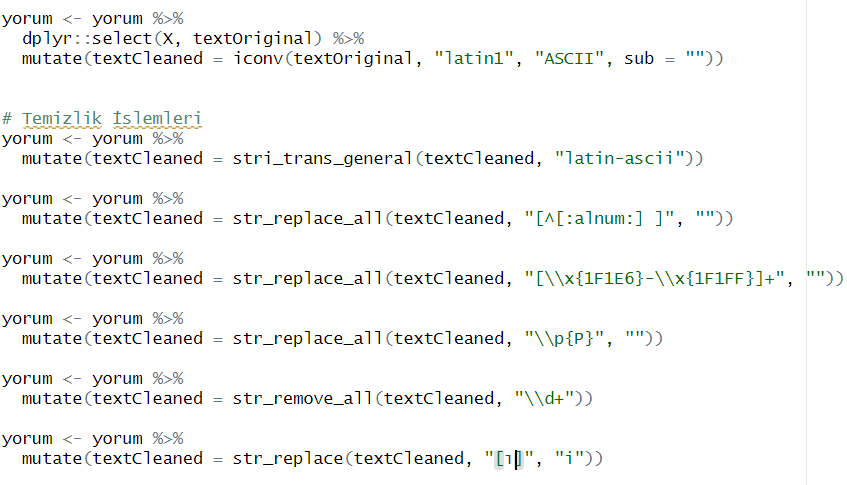 yorum <- yorum %>%
  dplyr::select(X, textOriginal) %>%
  mutate(textCleaned = iconv(textOriginal, "latin1", "ASCII", sub = ""))
# Temizlik İslemleri
yorum <- yorum %>%
  mutate(textCleaned = stri_trans_general(textCleaned, "latin-ascii"))
yorum <- yorum %>%
  mutate(textCleaned = str_replace_all(textCleaned, "[^[:alnum:] ]", ""))
yorum <- yorum %>%
  mutate(textCleaned = str_replace_all(textCleaned, "[\\x{1F1E6}-\\x{1F1FF}]+", ""))
yorum <- yorum %>%
  mutate(textCleaned = str_replace_all(textCleaned, "\\p{P}", ""))
yorum <- yorum %>%
  mutate(textCleaned = str_remove_all(textCleaned, "\\d+"))
yorum <- yorum %>%
  mutate(textCleaned = str_replace(textCleaned, "[ı]", "i"))